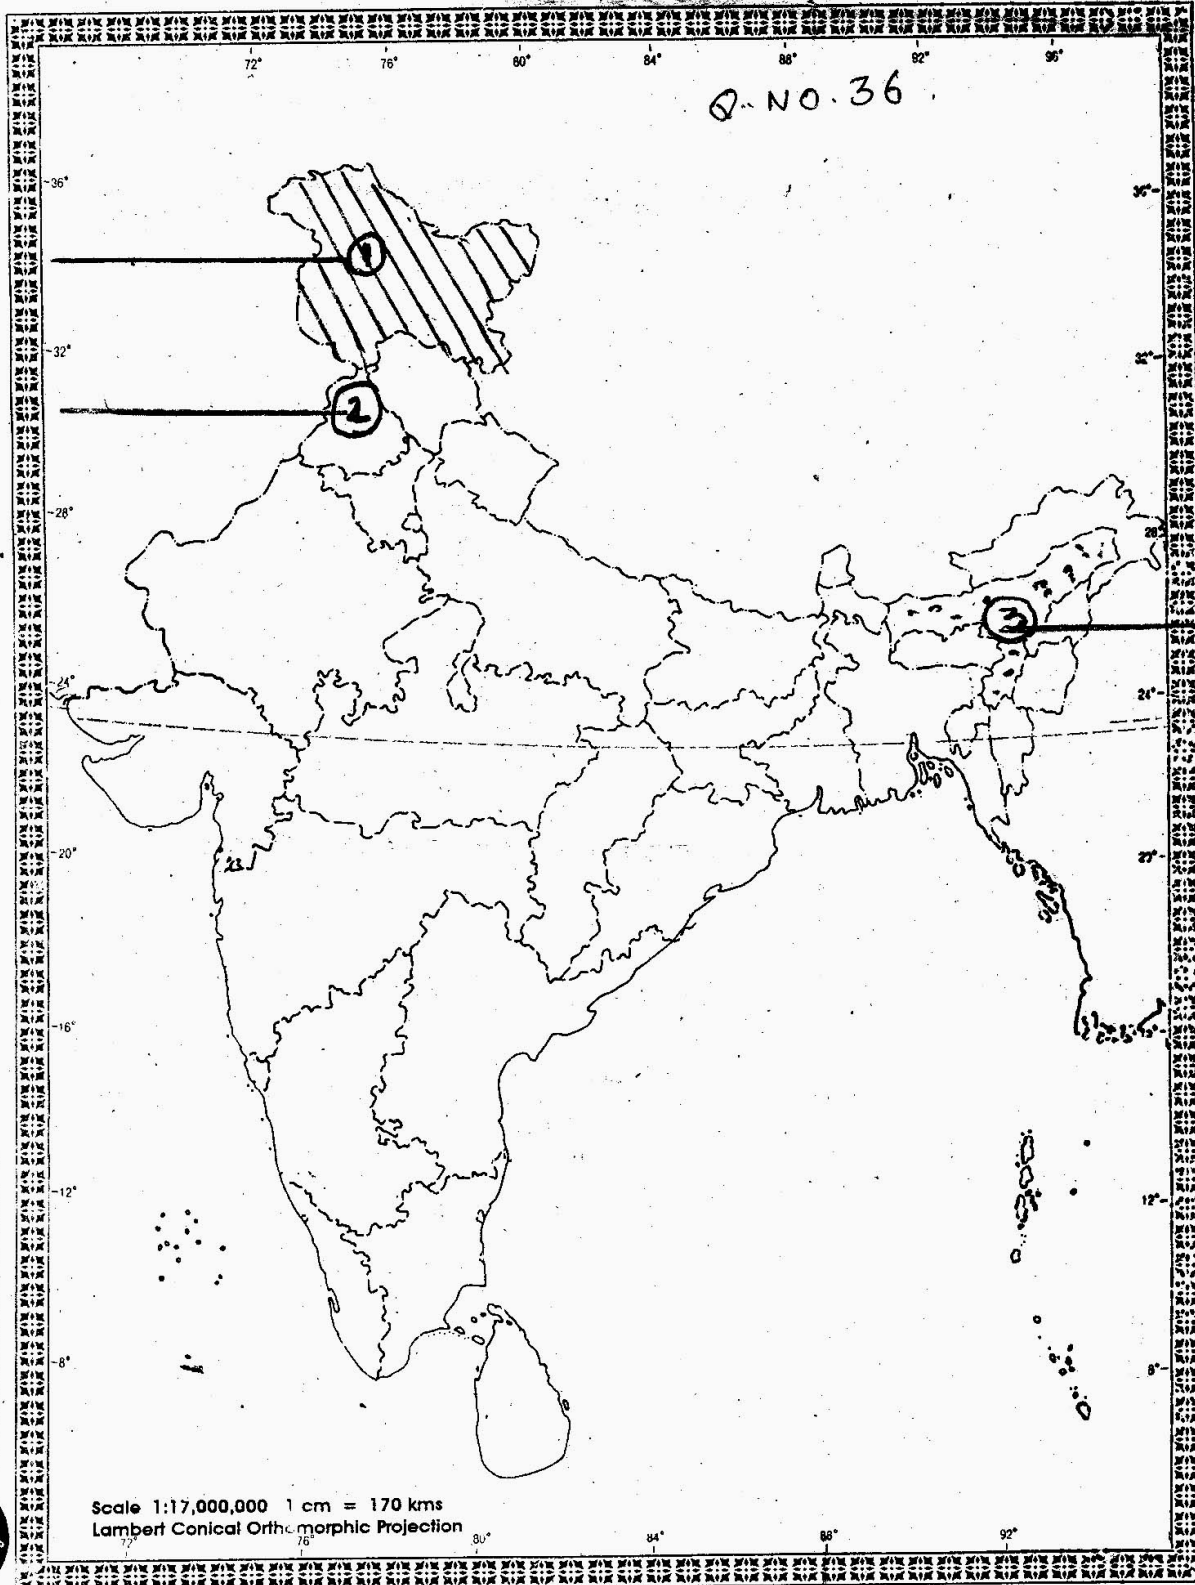 72° 76° 80° 84° 88° 92° 96°
Q. NO. 36.
36° 36°
1
32° 32°
2
28° 28°
3
24° 24°
20°
16°
12° 12°
8° 8°
Scale 1:17,000,000 1 cm = 170 kms
Lambert Conical Orthomorphic Projection
72° 76° 80° 84° 88° 92°